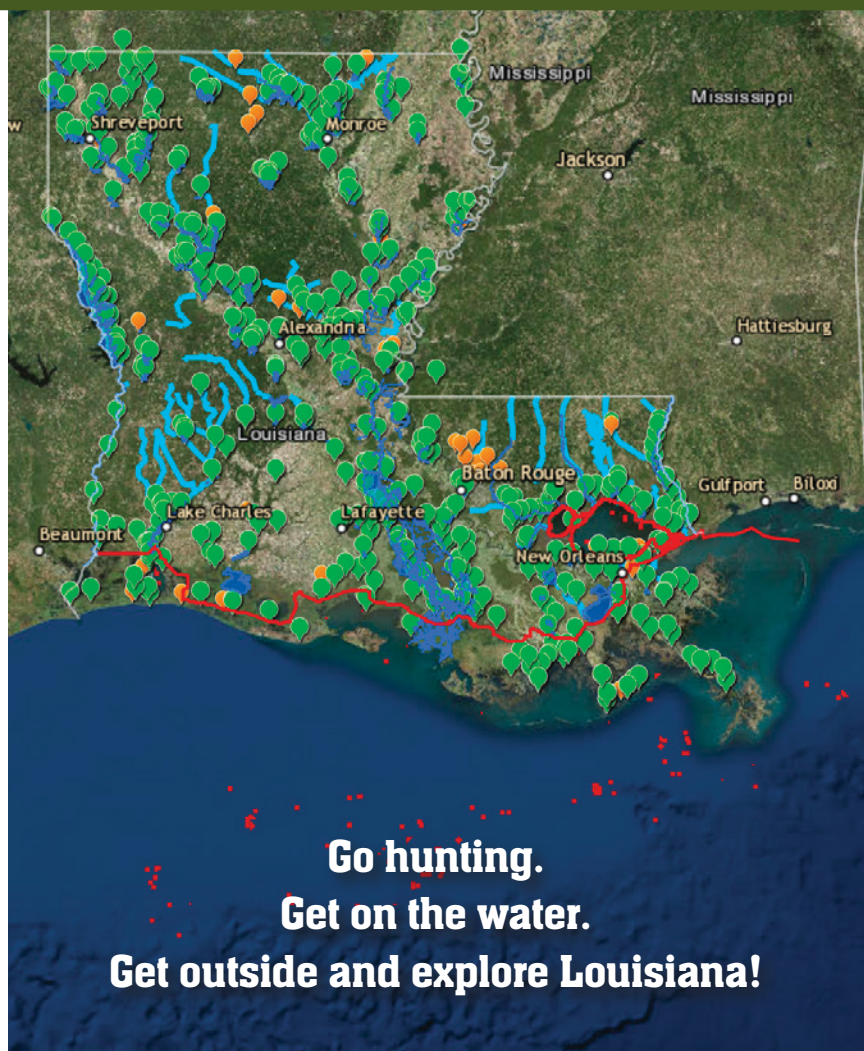 Mississippi
Mississippi
w
Shreveport
Monroe
Jackson
Alexandria
Hattiesburg
Louisiana
Baton Rouge
Gulfport
Biloxi
Lake Charles
Lafayette
Beaumont
New Orleans
Go hunting.
Get on the water.
Get outside and explore Louisiana!